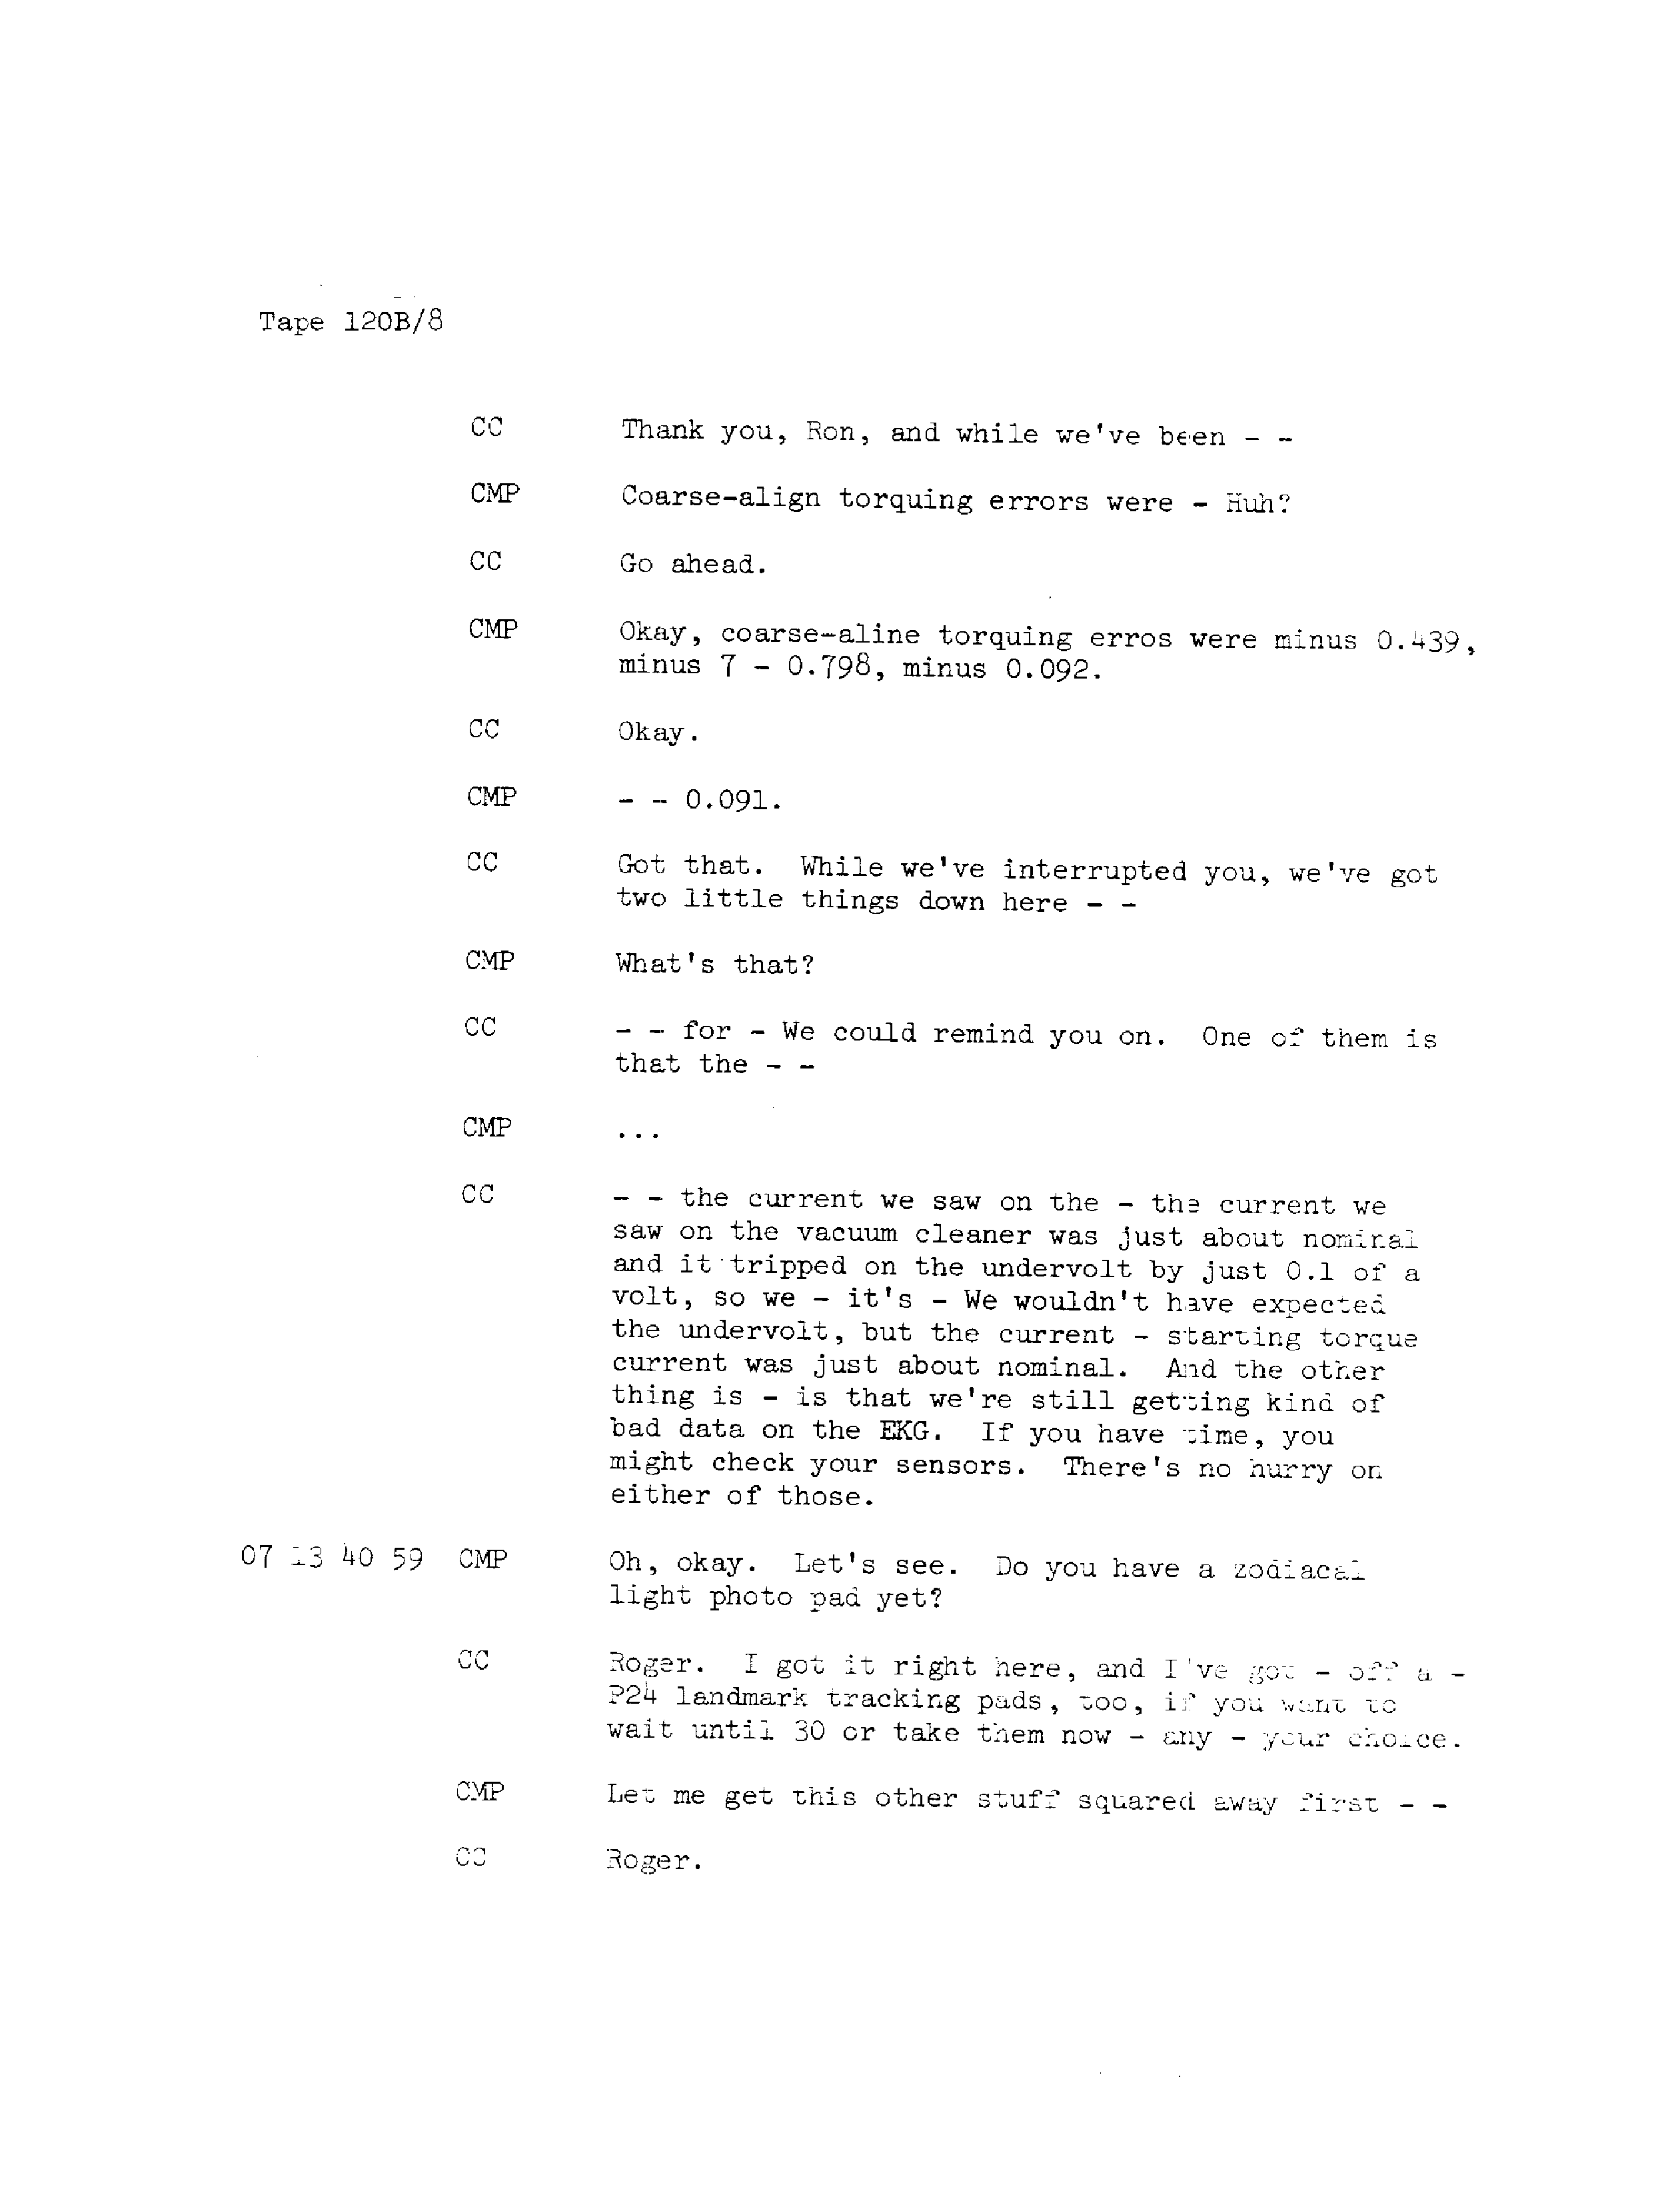 Tape 120B/8
CC Thank you, Ron, and while we've been - -
CMP Coarse-align torquing errors were - Huh?
CC Go ahead.
CMP Okay, coarse-aline torquing erros were minus 0.439,
minus 7 - 0.798, minus 0.092.
CC Okay.
CMP - - 0.091.
CC Got that. While we've interrupted you, we've got
two little things down here - -
CMP What's that?
CC - - for - We could remind you on. One of them is
that the - -
CMP ...
CC - - the current we saw on the - the current we
saw on the vacuum cleaner was just about nominal
and it tripped on the undervolt by just 0.1 of a
volt, so we - it's - We wouldn't have expected
the undervolt, but the current - starting torque
current was just about nominal. And the other
thing is - is that we're still getting kind of
bad data on the EKG. If you have time, you
might check your sensors. There's no hurry on
either of those.
07 13 40 59 CMP Oh, okay. Let's see. Do you have a zodiacal
light photo pad yet?
CC Roger. I got it right here, and I've got - off a -
P24 landmark tracking pads, too, if you want to
wait until 30 or take them now - any - your choice.
CMP Let me get this other stuff squared away first - -
CC Roger.